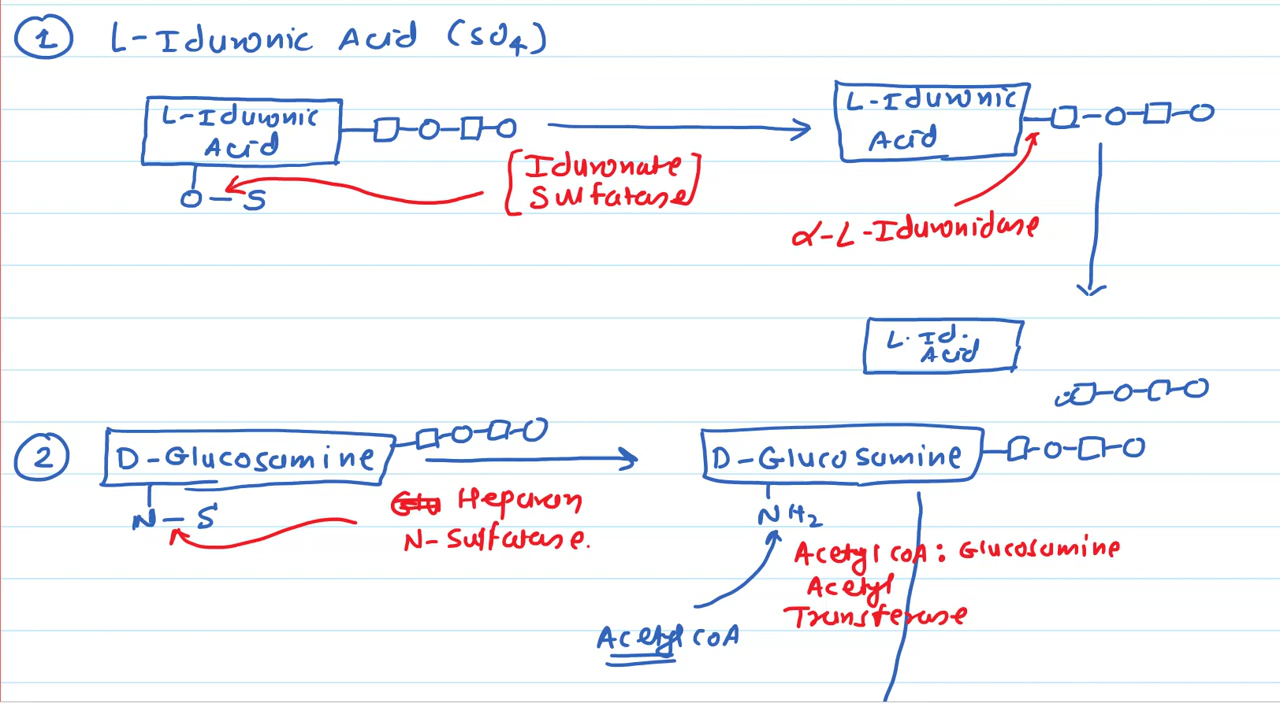 1 L-Iduronic Acid (SO4)
L-Iduronic
Acid
O-S
[Iduronate
Sulfatase]
L-Iduronic
Acid
α-L-Iduronidase
L. Id.
Acid
2 D-Glucosamine
N-S
Heparan
N-Sulfatase.
D-Glucosamine
NH2
Acetyl CoA: Glucosamine
Acetyl
Transferase
Acetyl CoA